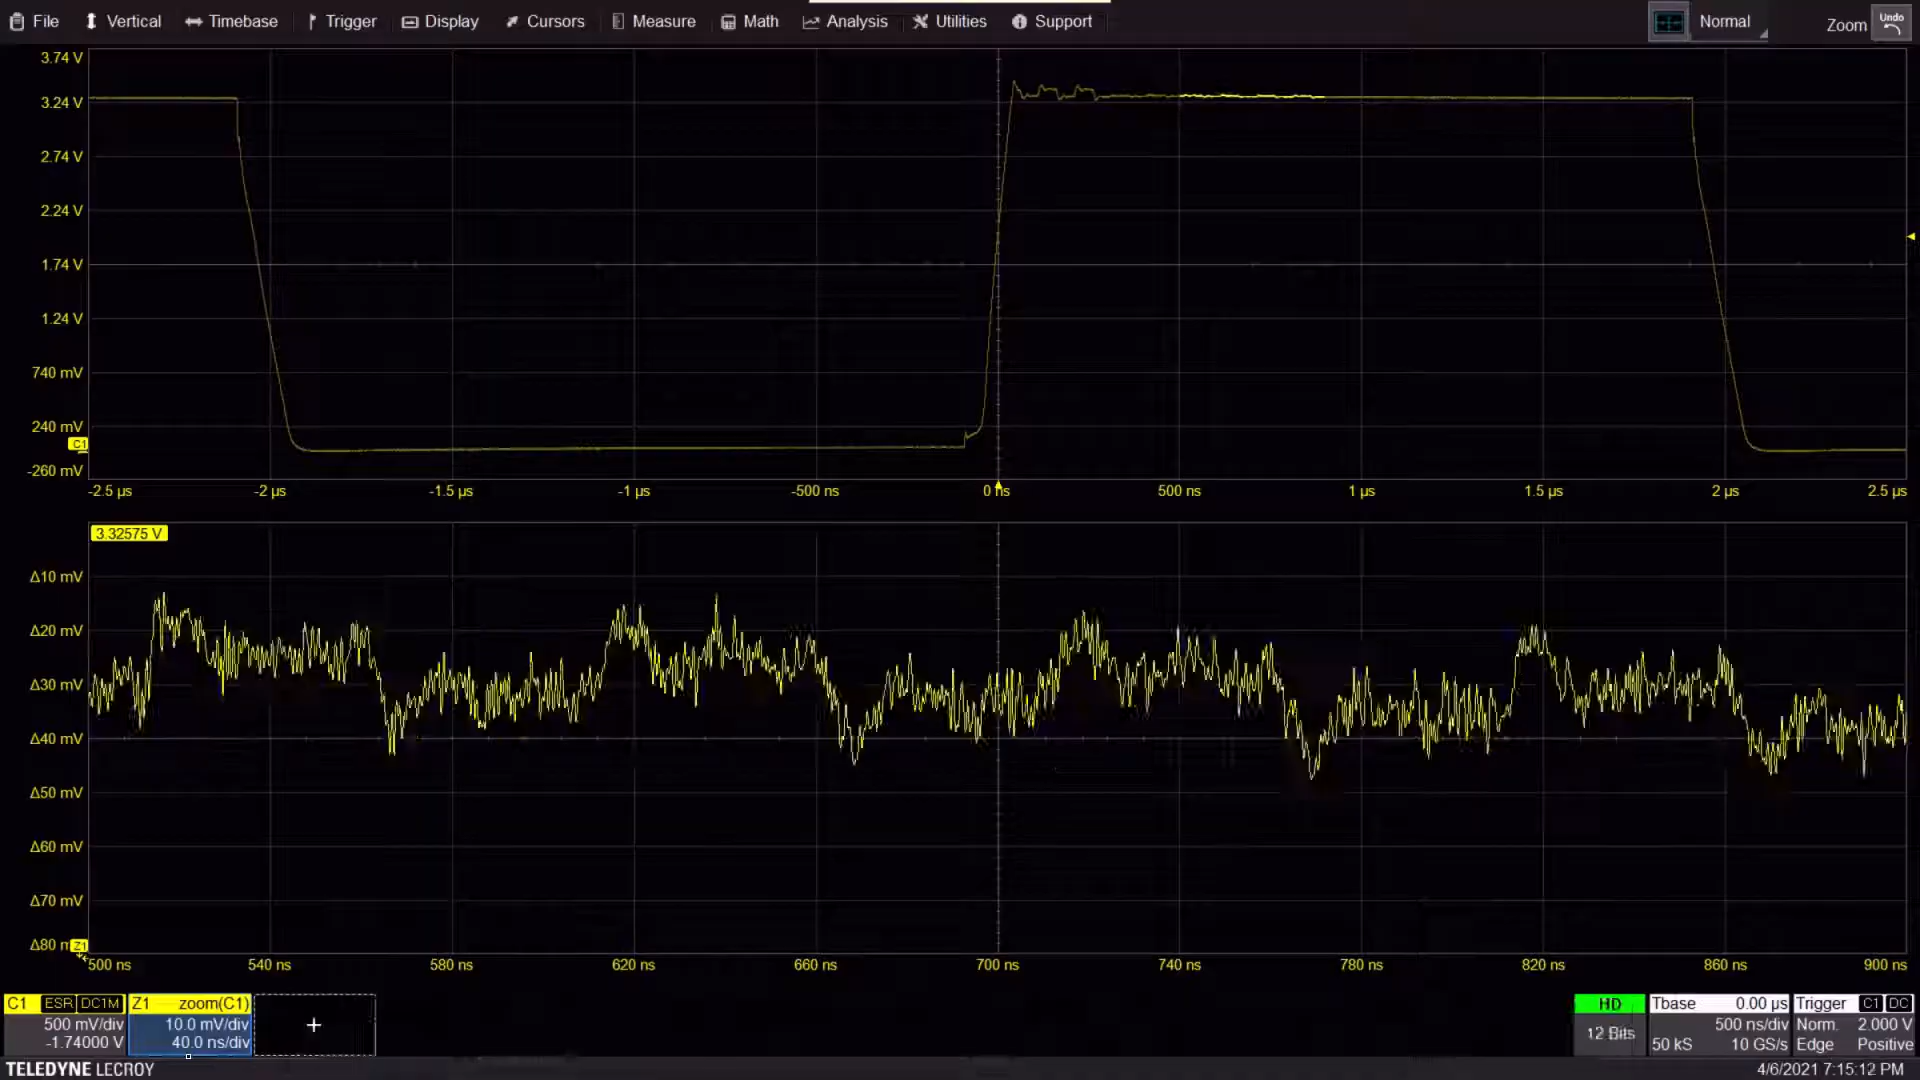 File Vertical Timebase Trigger Display Cursors Measure Math Analysis Utilities Support Normal Zoom Undo
3.74 V
3.24 V
2.74 V
2.24 V
1.74 V
1.24 V
740 mV
240 mV
C1
-260 mV
-2.5 µs -2 µs -1.5 µs -1 µs -500 ns 0 ns 500 ns 1 µs 1.5 µs 2 µs 2.5 µs
3.32575 V
Δ10 mV
Δ20 mV
Δ30 mV
Δ40 mV
Δ50 mV
Δ60 mV
Δ70 mV
Δ80 m Z1
500 ns 540 ns 580 ns 620 ns 660 ns 700 ns 740 ns 780 ns 820 ns 860 ns 900 ns
C1 ESR DC1M Z1 zoom(C1) HD Tbase 0.00 µs Trigger C1 DC
500 mV/div 10.0 mV/div + 12 Bits 500 ns/div Norm. 2.000 V
-1.74000 V 40.0 ns/div 50 kS 10 GS/s Edge Positive
TELEDYNE LECROY 4/6/2021 7:15:12 PM